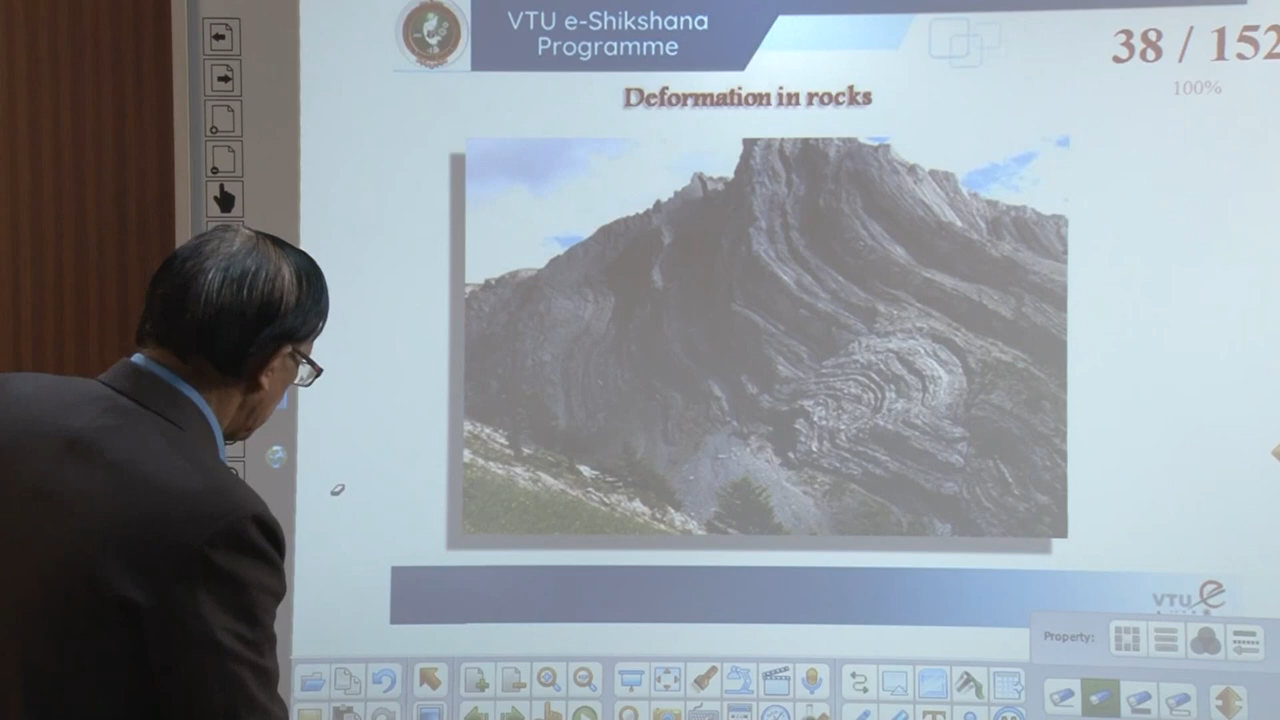 VTU e-Shikshana
Programme
38 / 152
100%
Deformation in rocks
VTU e
Property: